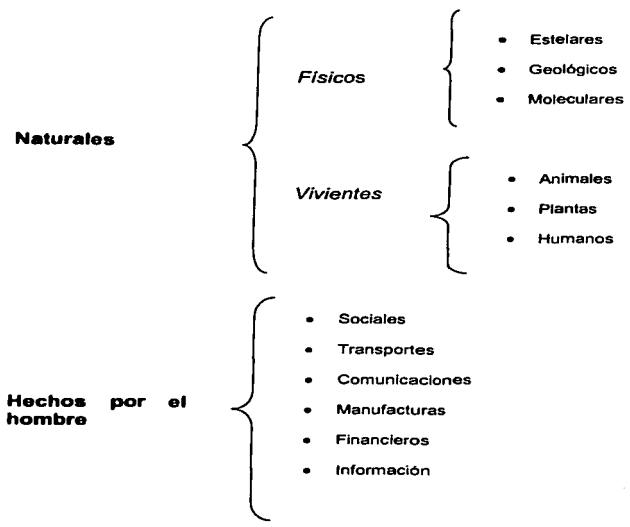 Naturales
Físicos
• Estelares
• Geológicos
• Moleculares
Vivientes
• Animales
• Plantas
• Humanos
Hechos por el
hombre
• Sociales
• Transportes
• Comunicaciones
• Manufacturas
• Financieros
• Información